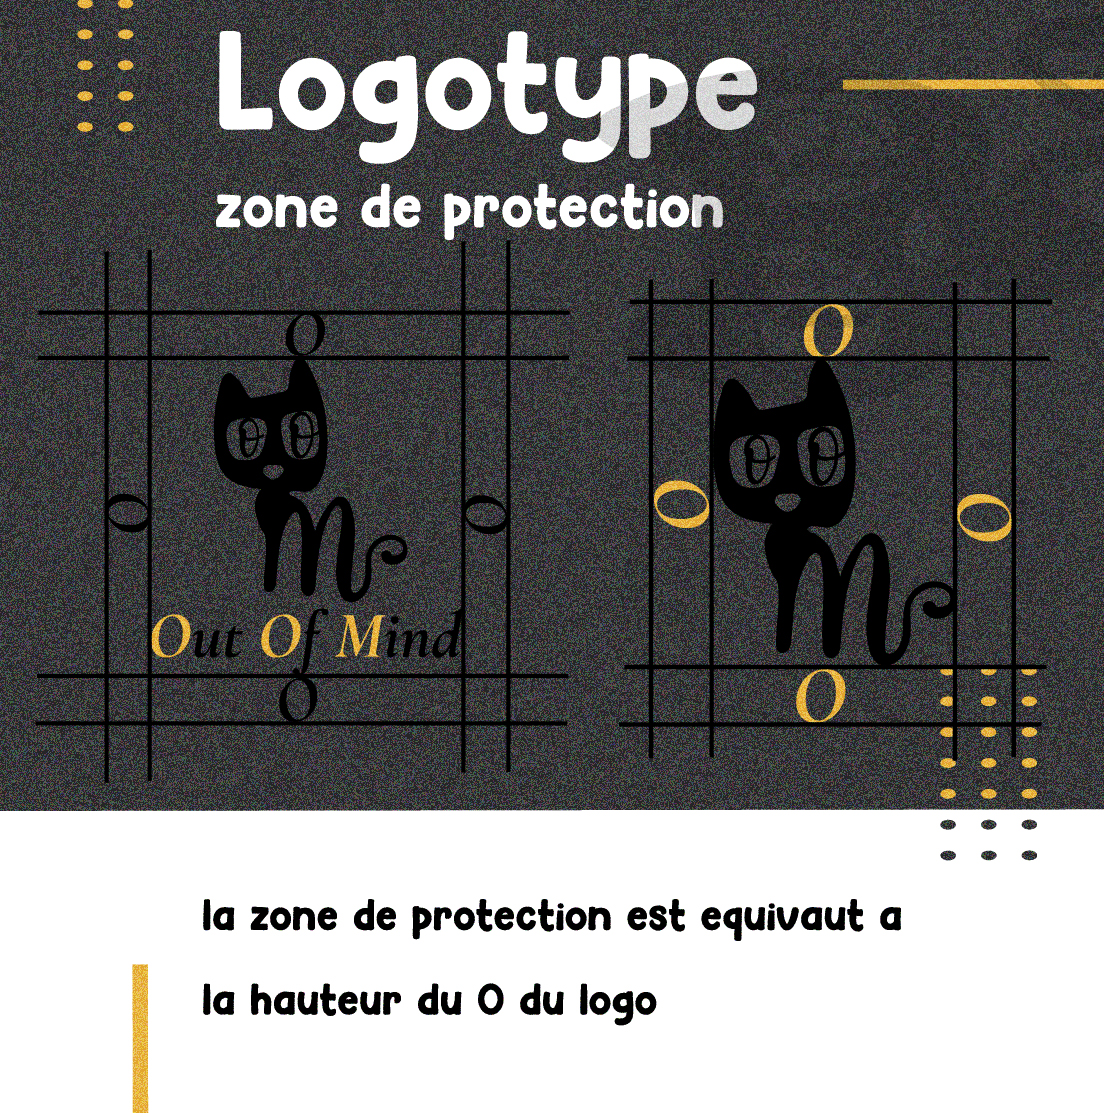 Logotype
zone de protection
O
O
O
O
O
O
Out Of Mind
O
O
la zone de protection est equivaut a
la hauteur du O du logo